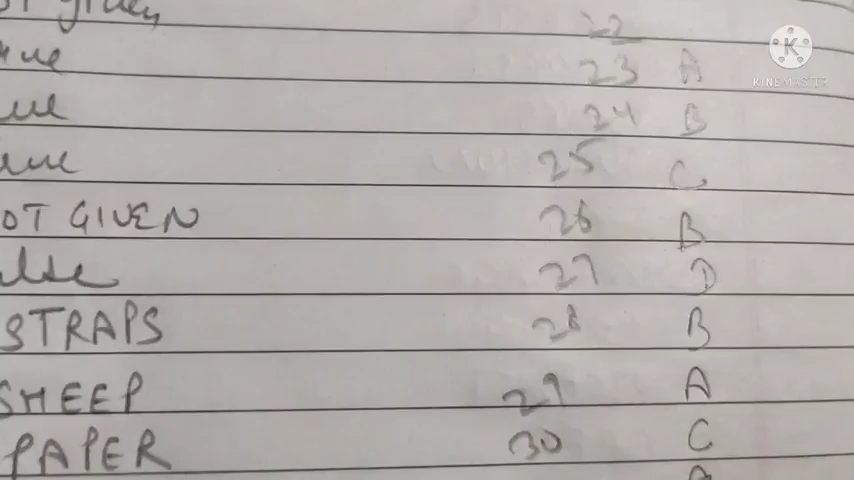 22
23 A
24 B
25 C
OT GIVEN 26 B
27 D
STRAPS 28 B
SHEEP 29 A
PAPER 30 C
A
K
KINEMASTER